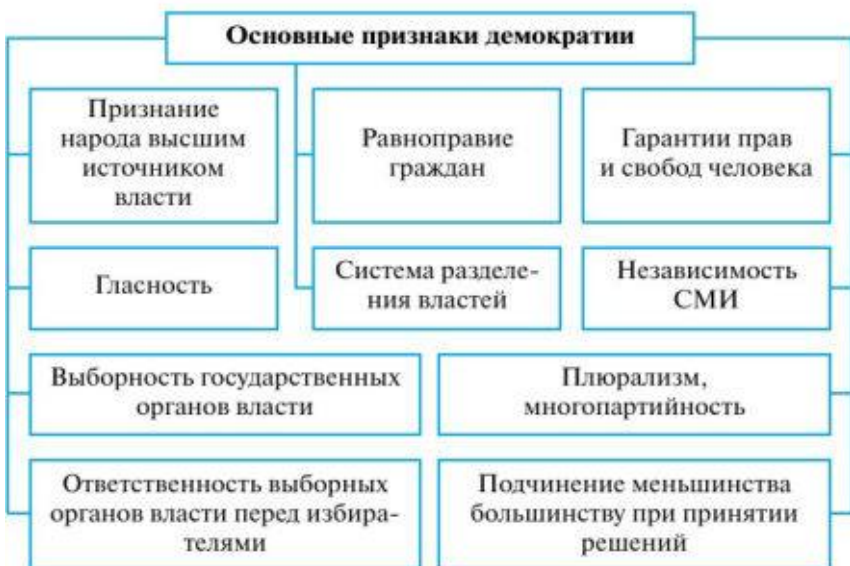 Основные признаки демократии
Признание
народа высшим
источником
власти
Равноправие
граждан
Гарантии прав
и свобод человека
Гласность
Система разделе-
ния властей
Независимость
СМИ
Выборность государственных
органов власти
Плюрализм,
многопартийность
Ответственность выборных
органов власти перед избира-
телями
Подчинение меньшинства
большинству при принятии
решений